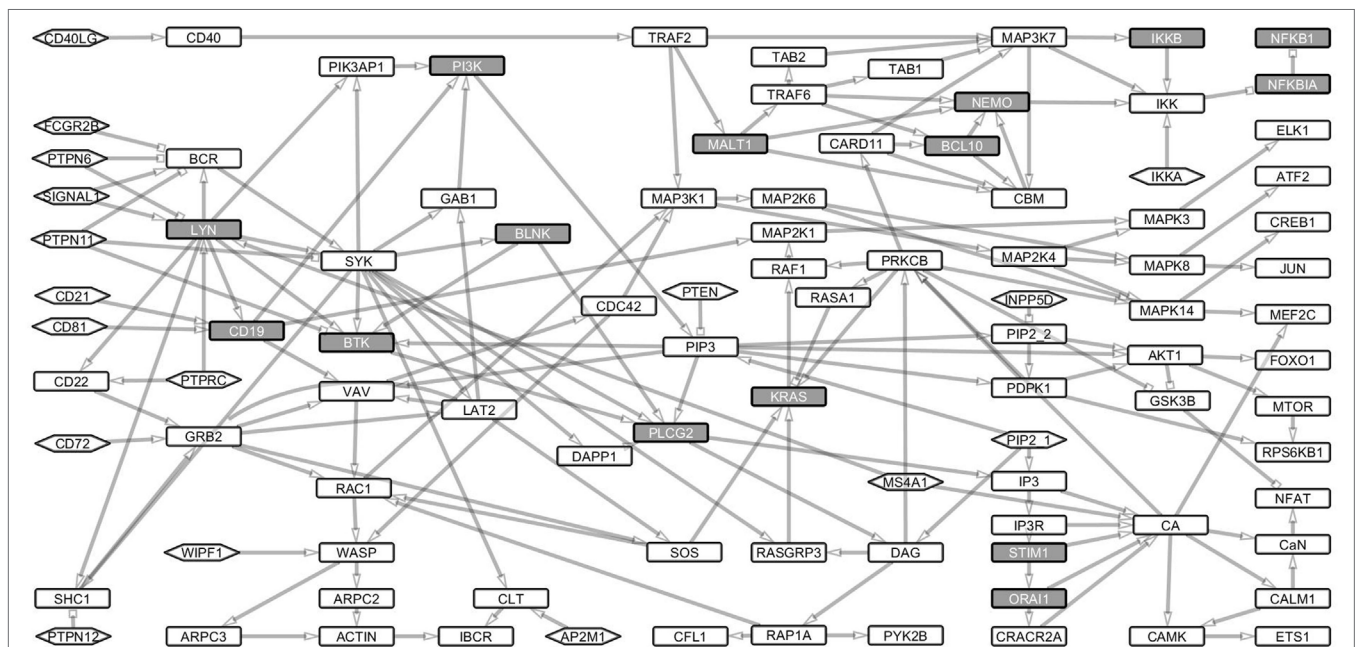 CD40LG
CD40
TRAF2
MAP3K7
IKKB
NFKB1
PIK3AP1
PI3K
TAB2
TAB1
NFKBIA
TRAF6
NEMO
IKK
FCGR2B
ELK1
PTPN6
BCR
MALT1
CARD11
BCL10
IKKA
ATF2
SIGNAL1
GAB1
MAP3K1
MAP2K6
CBM
MAPK3
CREB1
LYN
BLNK
MAP2K1
PTPN11
SYK
RAF1
PRKCB
MAP2K4
MAPK8
JUN
CD21
CDC42
PTEN
RASA1
INPP5D
MAPK14
MEF2C
CD81
CD19
BTK
PIP3
PIP2_2
AKT1
FOXO1
CD22
PTPRC
VAV
LAT2
KRAS
PDPK1
GSK3B
MTOR
CD72
GRB2
DAPP1
PLCG2
PIP2_1
RPS6KB1
RAC1
MS4A1
IP3
NFAT
IP3R
CA
WIPF1
WASP
SOS
RASGRP3
DAG
STIM1
CaN
SHC1
ARPC2
CLT
ORAI1
CALM1
PTPN12
ARPC3
ACTIN
IBCR
AP2M1
CFL1
RAP1A
PYK2B
CRACR2A
CAMK
ETS1